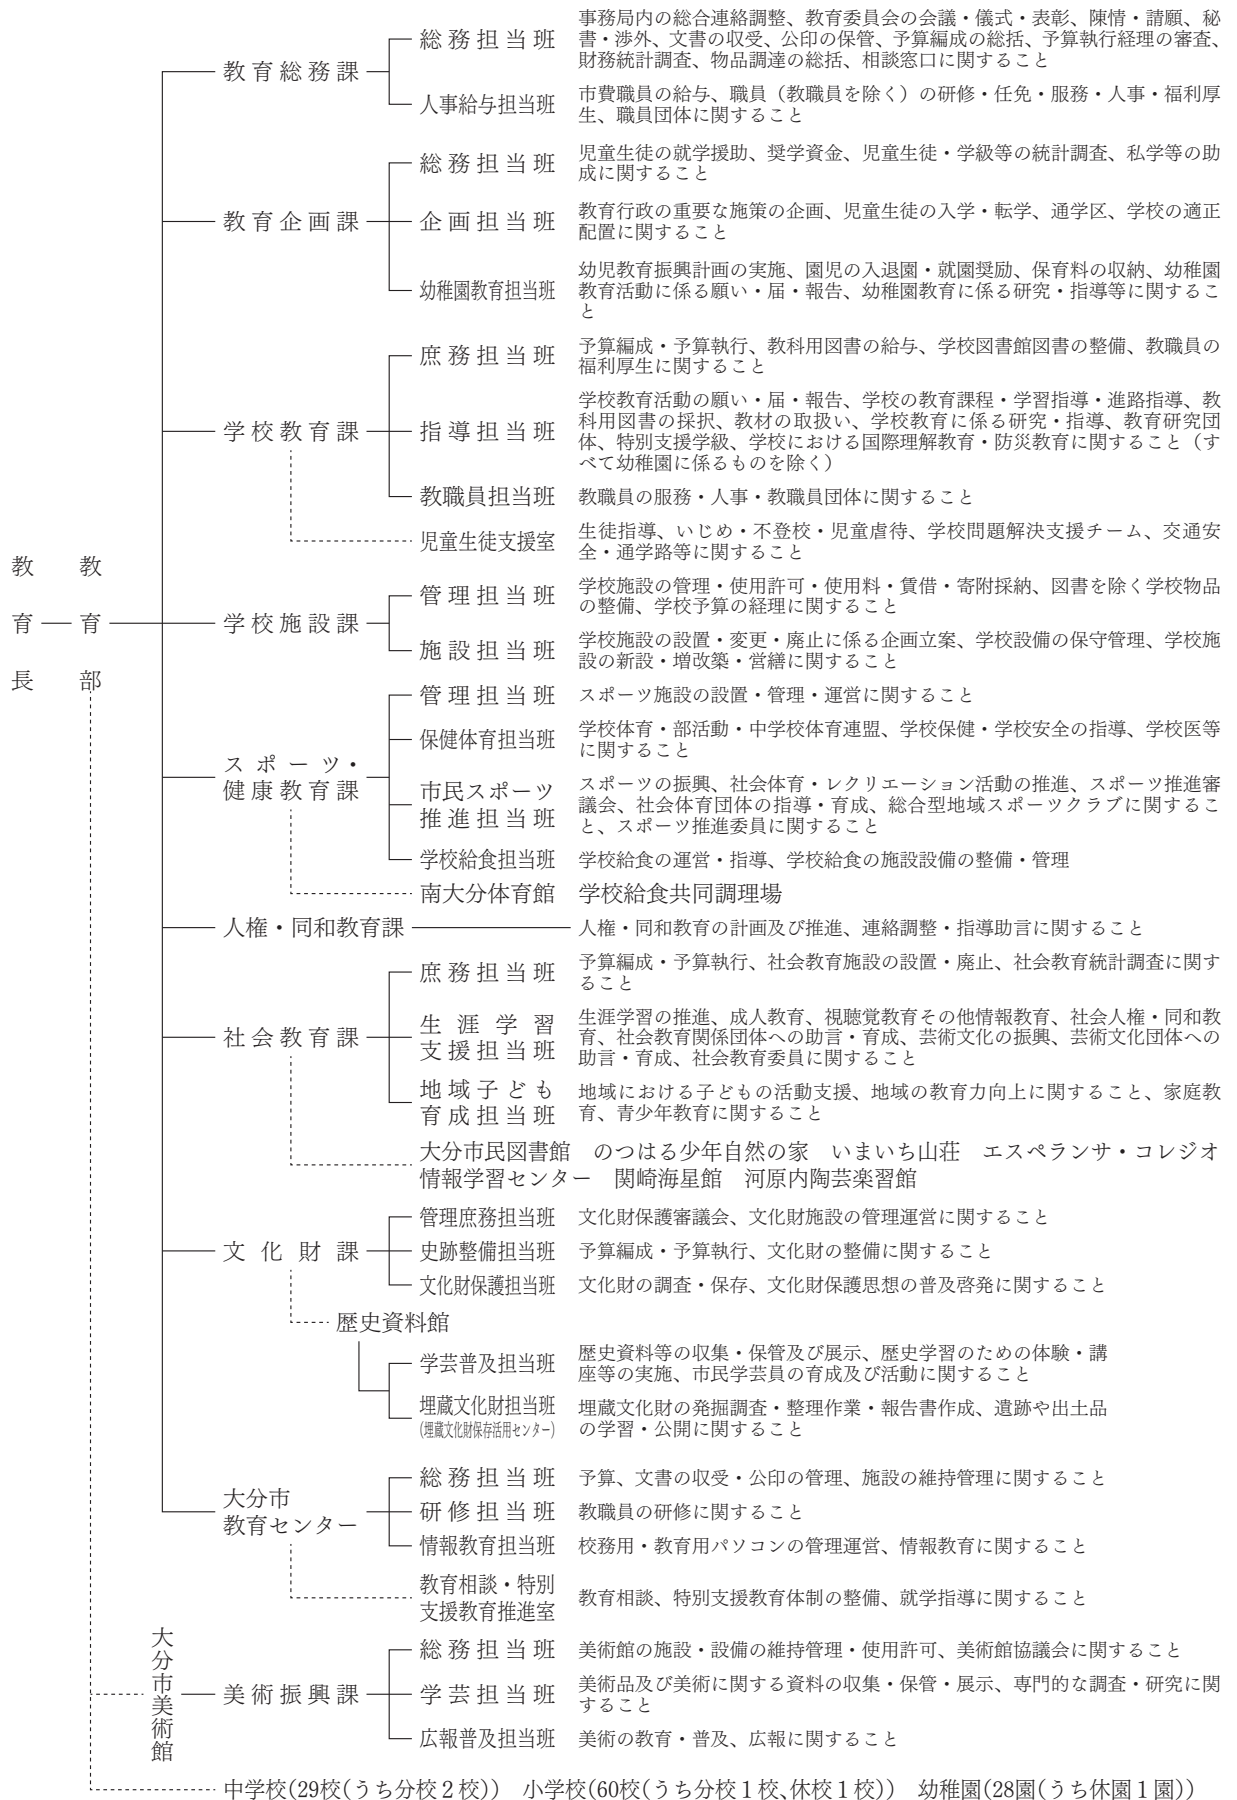 事務局内の総合連絡調整、教育委員会の会議・儀式・表彰、陳情・請願、秘
総務担当班
書・渉外、文書の収受、公印の保管、予算編成の総括、予算執行経理の審査、
財務統計調査、物品調達の総括、相談窓口に関すること
教育総務課
人事給与担当班
市費職員の給与、職員（教職員を除く）の研修・任免・服務・人事・福利厚
生、職員団体に関すること
総務担当班
児童生徒の就学援助、奨学資金、児童生徒・学級等の統計調査、私学等の助
成に関すること
教育企画課
企画担当班
教育行政の重要な施策の企画、児童生徒の入学・転学、通学区、学校の適正
配置に関すること
幼稚園教育担当班
幼児教育振興計画の実施、園児の入退園・就園奨励、保育料の収納、幼稚園
教育活動に係る願い・届・報告、幼稚園教育に係る研究・指導等に関するこ
と
庶務担当班
予算編成・予算執行、教科用図書の給与、学校図書館図書の整備、教職員の
福利厚生に関すること
学校教育課
指導担当班
学校教育活動の願い・届・報告、学校の教育課程・学習指導・進路指導、教
科用図書の採択、教材の取扱い、学校教育に係る研究・指導、教育研究団
体、特別支援学級、学校における国際理解教育・防災教育に関すること（す
べて幼稚園に係るものを除く）
教職員担当班
教職員の服務・人事・教職員団体に関すること
児童生徒支援室
生徒指導、いじめ・不登校・児童虐待、学校問題解決支援チーム、交通安
全・通学路等に関すること
教育長
教育部
学校施設課
管理担当班
学校施設の管理・使用許可・使用料・賃借・寄附採納、図書を除く学校物品
の整備、学校予算の経理に関すること
施設担当班
学校施設の設置・変更・廃止に係る企画立案、学校設備の保守管理、学校施
設の新設・増改築・営繕に関すること
管理担当班
スポーツ施設の設置・管理・運営に関すること
保健体育担当班
学校体育・部活動・中学校体育連盟、学校保健・学校安全の指導、学校医等
に関すること
スポーツ・
健康教育課
市民スポーツ
推進担当班
スポーツの振興、社会体育・レクリエーション活動の推進、スポーツ推進審
議会、社会体育団体の指導・育成、総合型地域スポーツクラブに関するこ
と、スポーツ推進委員に関すること
学校給食担当班
学校給食の運営・指導、学校給食の施設設備の整備・管理
南大分体育館　学校給食共同調理場
人権・同和教育課
人権・同和教育の計画及び推進、連絡調整・指導助言に関すること
庶務担当班
予算編成・予算執行、社会教育施設の設置・廃止、社会教育統計調査に関す
ること
社会教育課
生涯学習
支援担当班
生涯学習の推進、成人教育、視聴覚教育その他情報教育、社会人権・同和教
育、社会教育関係団体への助言・育成、芸術文化の振興、芸術文化団体への
助言・育成、社会教育委員に関すること
地域子ども
育成担当班
地域における子どもの活動支援、地域の教育力向上に関すること、家庭教
育、青少年教育に関すること
大分市民図書館　のつはる少年自然の家　いまいち山荘　エスペランサ・コレジオ
情報学習センター　関崎海星館　河原内陶芸楽習館
管理庶務担当班
文化財保護審議会、文化財施設の管理運営に関すること
文化財課
史跡整備担当班
予算編成・予算執行、文化財の整備に関すること
文化財保護担当班
文化財の調査・保存、文化財保護思想の普及啓発に関すること
歴史資料館
学芸普及担当班
歴史資料等の収集・保管及び展示、歴史学習のための体験・講
座等の実施、市民学芸員の育成及び活動に関すること
埋蔵文化財担当班
(埋蔵文化財保存活用センター)
埋蔵文化財の発掘調査・整理作業・報告書作成、遺跡や出土品
の学習・公開に関すること
総務担当班
予算、文書の収受・公印の管理、施設の維持管理に関すること
大分市
教育センター
研修担当班
教職員の研修に関すること
情報教育担当班
校務用・教育用パソコンの管理運営、情報教育に関すること
教育相談・特別
支援教育推進室
教育相談、特別支援教育体制の整備、就学指導に関すること
大分市美術館
総務担当班
美術館の施設・設備の維持管理・使用許可、美術館協議会に関すること
美術振興課
学芸担当班
美術品及び美術に関する資料の収集・保管・展示、専門的な調査・研究に関
すること
広報普及担当班
美術の教育・普及、広報に関すること
中学校(29校(うち分校２校))　小学校(60校(うち分校１校､休校１校))　幼稚園(28園(うち休園１園))